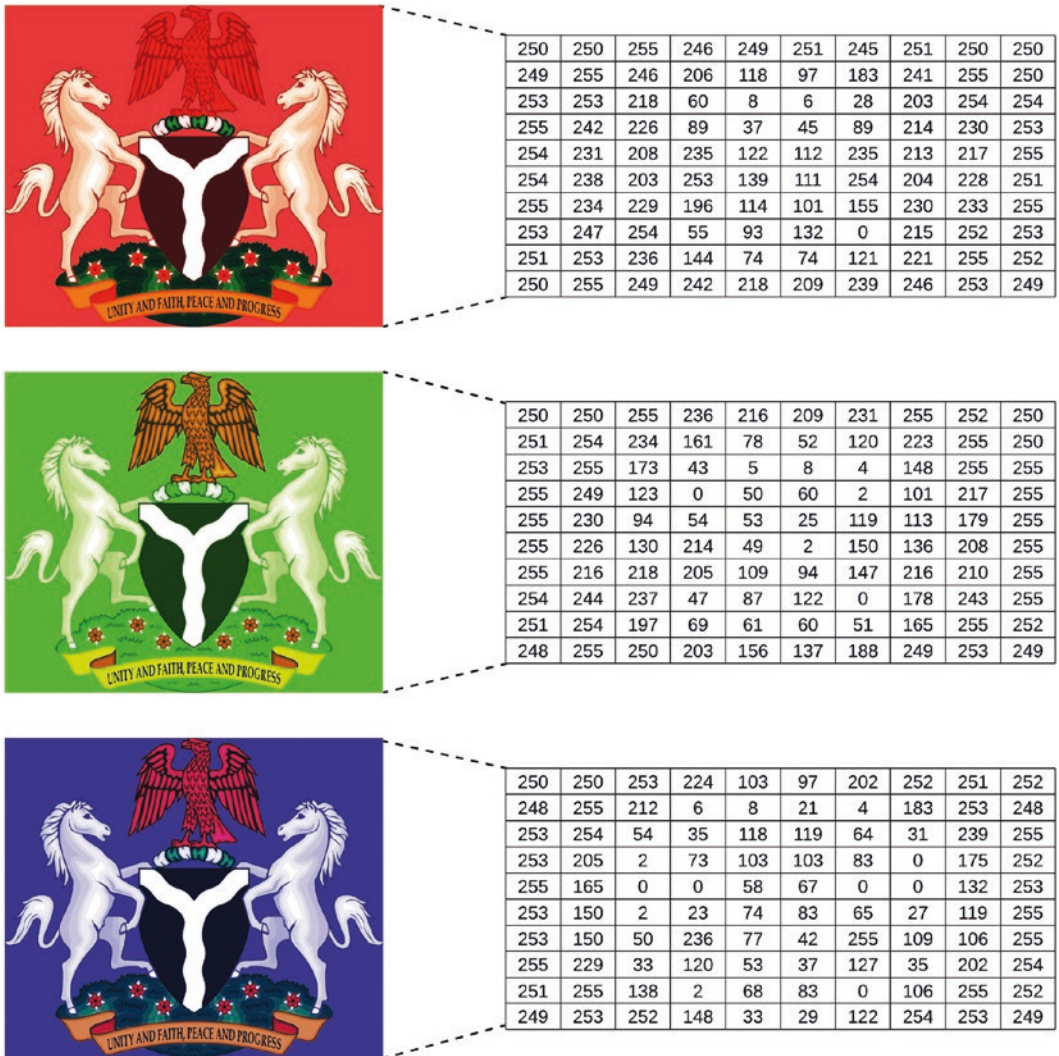 UNITY AND FAITH, PEACE AND PROGRESS
250 250 255 246 249 251 245 251 250 250
249 255 246 206 118 97 183 241 255 250
253 253 218 60 8 6 28 203 254 254
255 242 226 89 37 45 89 214 230 253
254 231 208 235 122 112 235 213 217 255
254 238 203 253 139 111 254 204 228 251
255 234 229 196 114 101 155 230 233 255
253 247 254 55 93 132 0 215 252 253
251 253 236 144 74 74 121 221 255 252
250 255 249 242 218 209 239 246 253 249
UNITY AND FAITH, PEACE AND PROGRESS
250 250 255 236 216 209 231 255 252 250
251 254 234 161 78 52 120 223 255 250
253 255 173 43 5 8 4 148 255 255
255 249 123 0 50 60 2 101 217 255
255 230 94 54 53 25 119 113 179 255
255 226 130 214 49 2 150 136 208 255
255 216 218 205 109 94 147 216 210 255
254 244 237 47 87 122 0 178 243 255
251 254 197 69 61 60 51 165 255 252
248 255 250 203 156 137 188 249 253 249
UNITY AND FAITH, PEACE AND PROGRESS
250 250 253 224 103 97 202 252 251 252
248 255 212 6 8 21 4 183 253 248
253 254 54 35 118 119 64 31 239 255
253 205 2 73 103 103 83 0 175 252
255 165 0 0 58 67 0 0 132 253
253 150 2 23 74 83 65 27 119 255
253 150 50 236 77 42 255 109 106 255
255 229 33 120 53 37 127 35 202 254
251 255 138 2 68 83 0 106 255 252
249 253 252 148 33 29 122 254 253 249